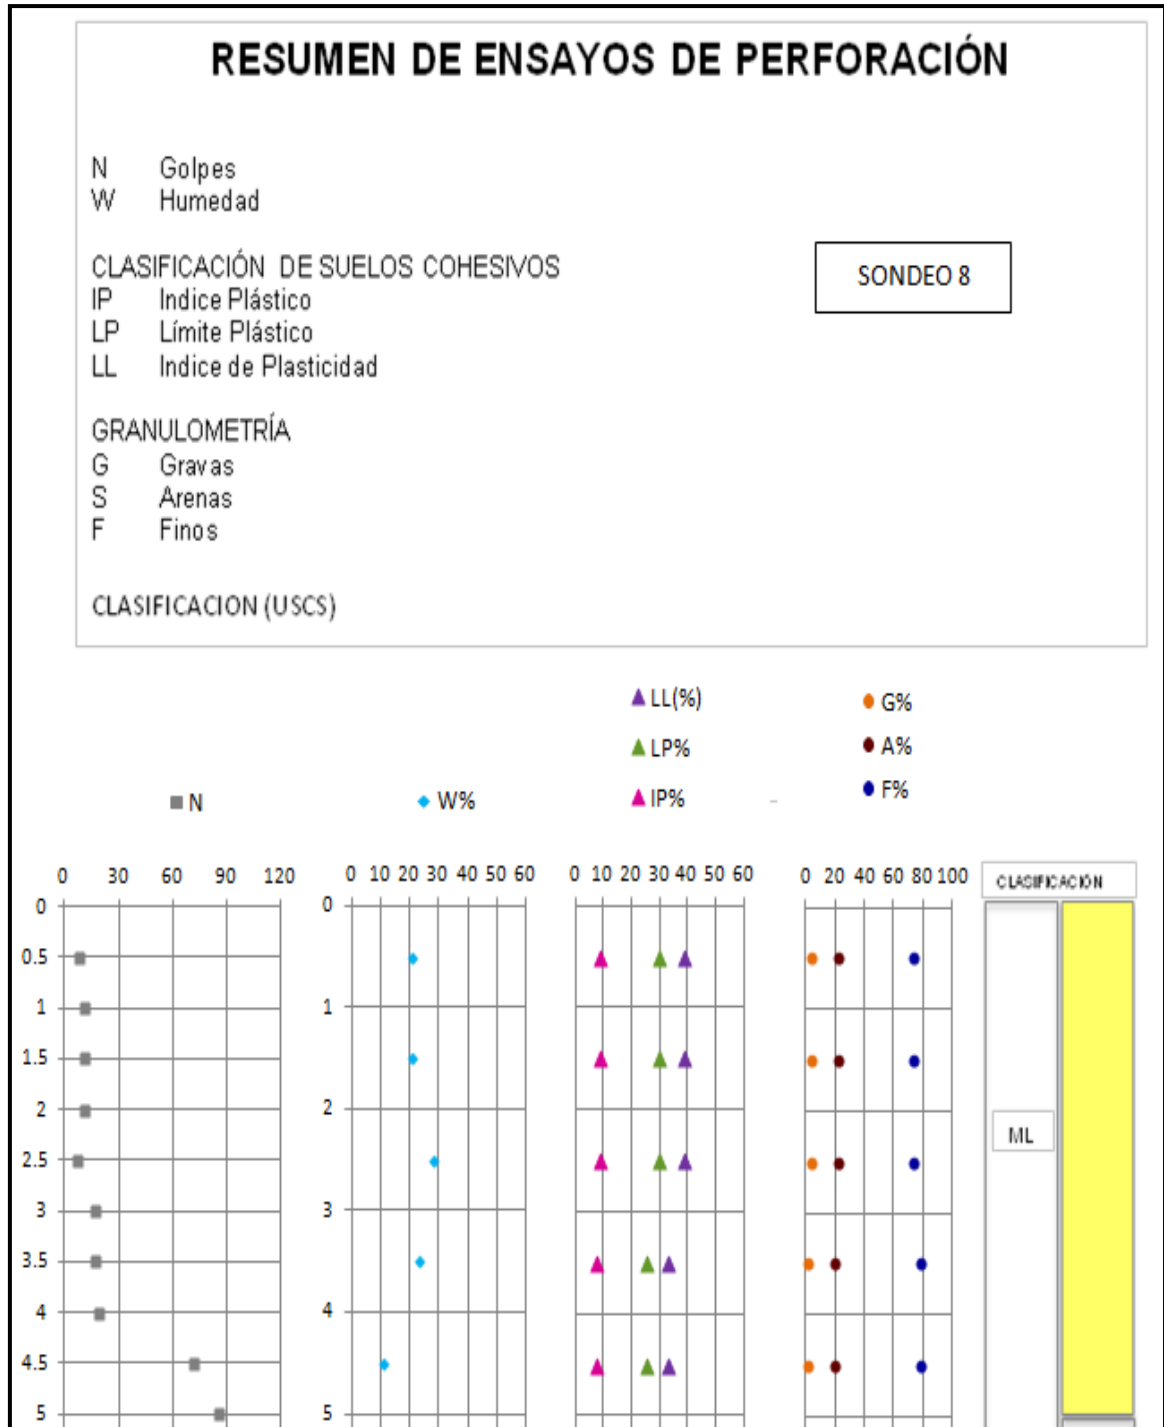 RESUMEN DE ENSAYOS DE PERFORACIÓN
N Golpes
W Humedad
CLASIFICACIÓN DE SUELOS COHESIVOS
IP Indice Plástico
LP Límite Plástico
LL Indice de Plasticidad
SONDEO 8
GRANULOMETRÍA
G Gravas
S Arenas
F Finos
CLASIFICACION (USCS)
N
W%
LL(%)
LP%
IP%
G%
A%
F%
0 30 60 90 120
0
0.5
1
1.5
2
2.5
3
3.5
4
4.5
5
0 10 20 30 40 50 60
0
1
2
3
4
5
0 10 20 30 40 50 60
0 20 40 60 80 100
CLASIFICACION
ML